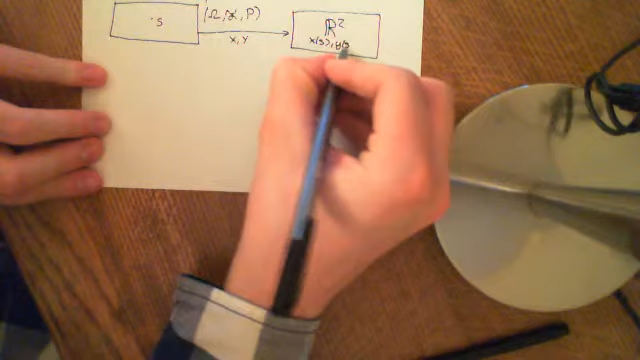 (Ω, 𝓕, P)
· s
X, Y
ℝ²
X(s), Y(s